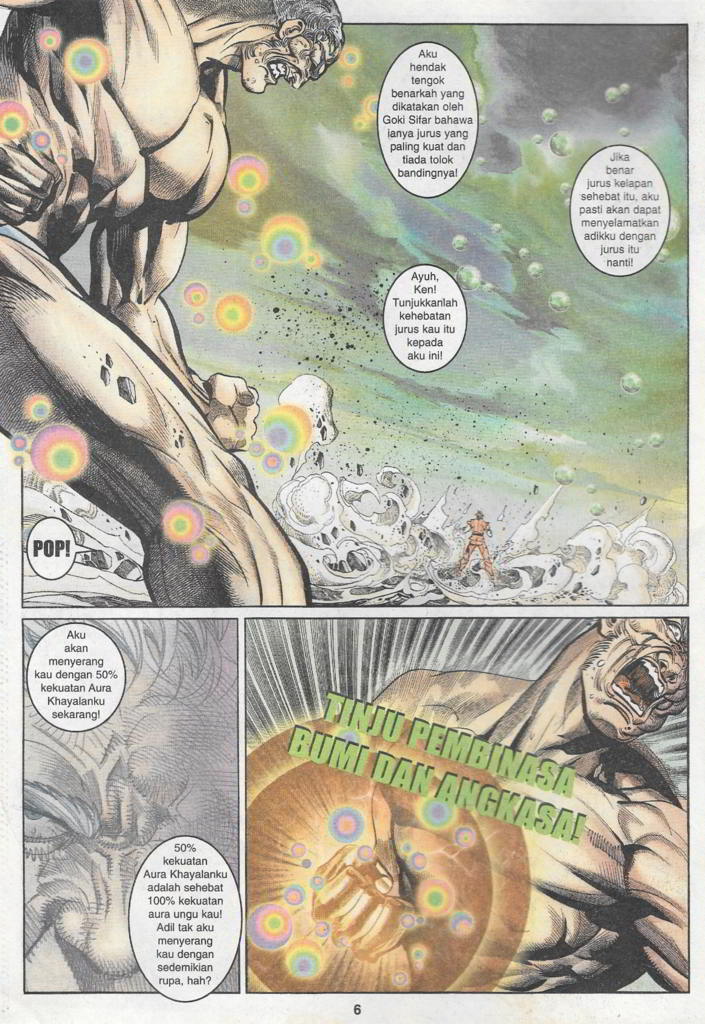 Aku
hendak
tengok
benarkah yang
dikatakan oleh
Goki Sifar bahawa
ianya jurus yang
paling kuat dan
tiada tolok
bandingnya!
Jika
benar
jurus kelapan
sehebat itu, aku
pasti akan dapat
menyelamatkan
adikku dengan
jurus itu
nanti!
Ayuh,
Ken!
Tunjukkanlah
kehebatan
jurus kau itu
kepada
aku ini!
POP!
Aku
akan
menyerang
kau dengan 50%
kekuatan Aura
Khayalanku
sekarang!
50%
kekuatan
Aura Khayalanku
adalah sehebat
100% kekuatan
aura ungu kau!
Adil tak aku
menyerang
kau dengan
sedemikian
rupa, hah?
TINJU PEMBINASA
BUMI DAN ANGKASA!
6